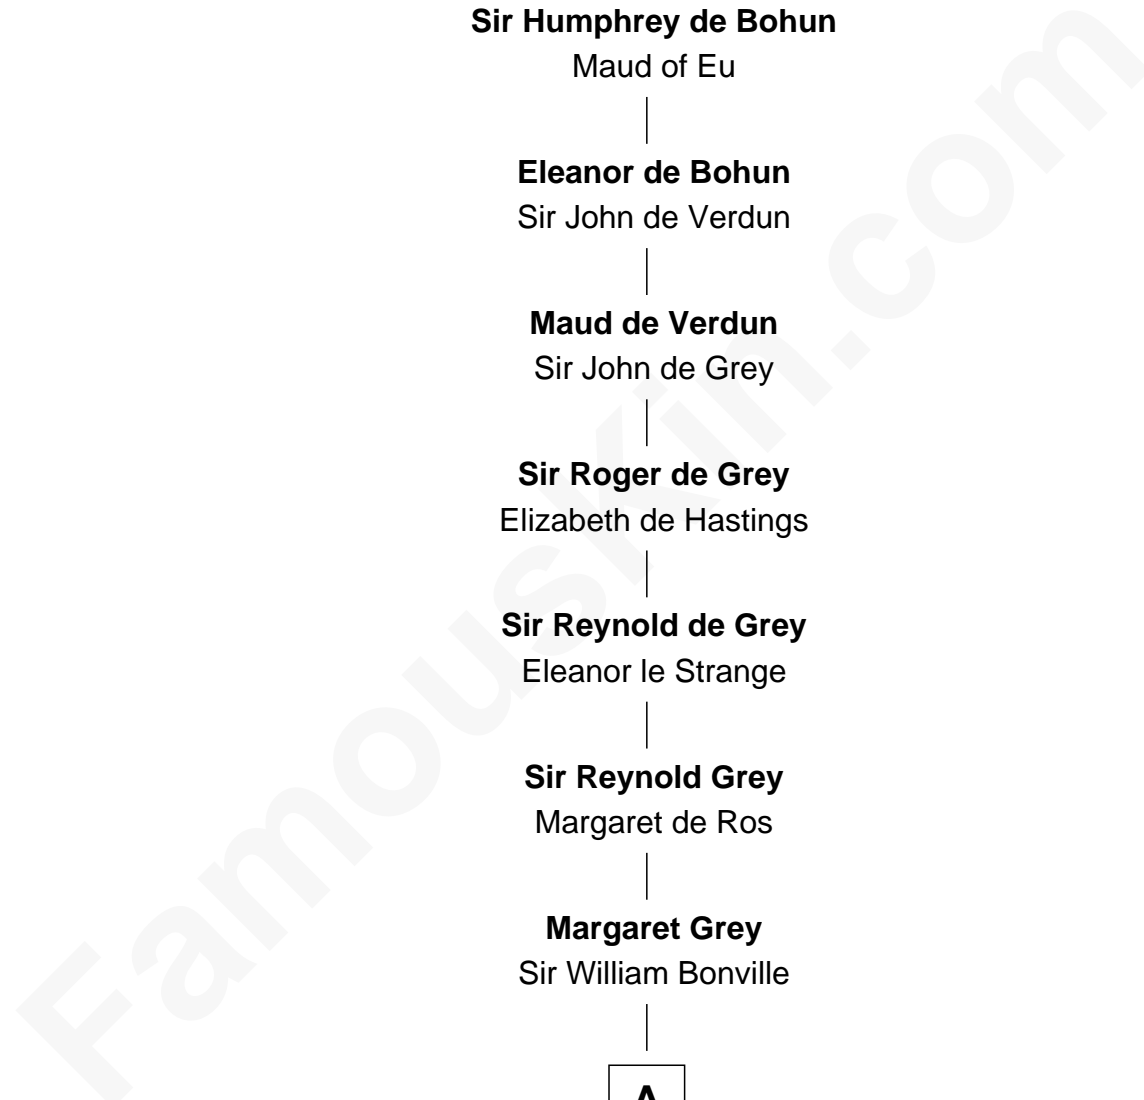 Sir Humphrey de Bohun
Maud of Eu
Eleanor de Bohun
Sir John de Verdun
Maud de Verdun
Sir John de Grey
Sir Roger de Grey
Elizabeth de Hastings
Sir Reynold de Grey
Eleanor le Strange
Sir Reynold Grey
Margaret de Ros
Margaret Grey
Sir William Bonville
A
FamousKin.com